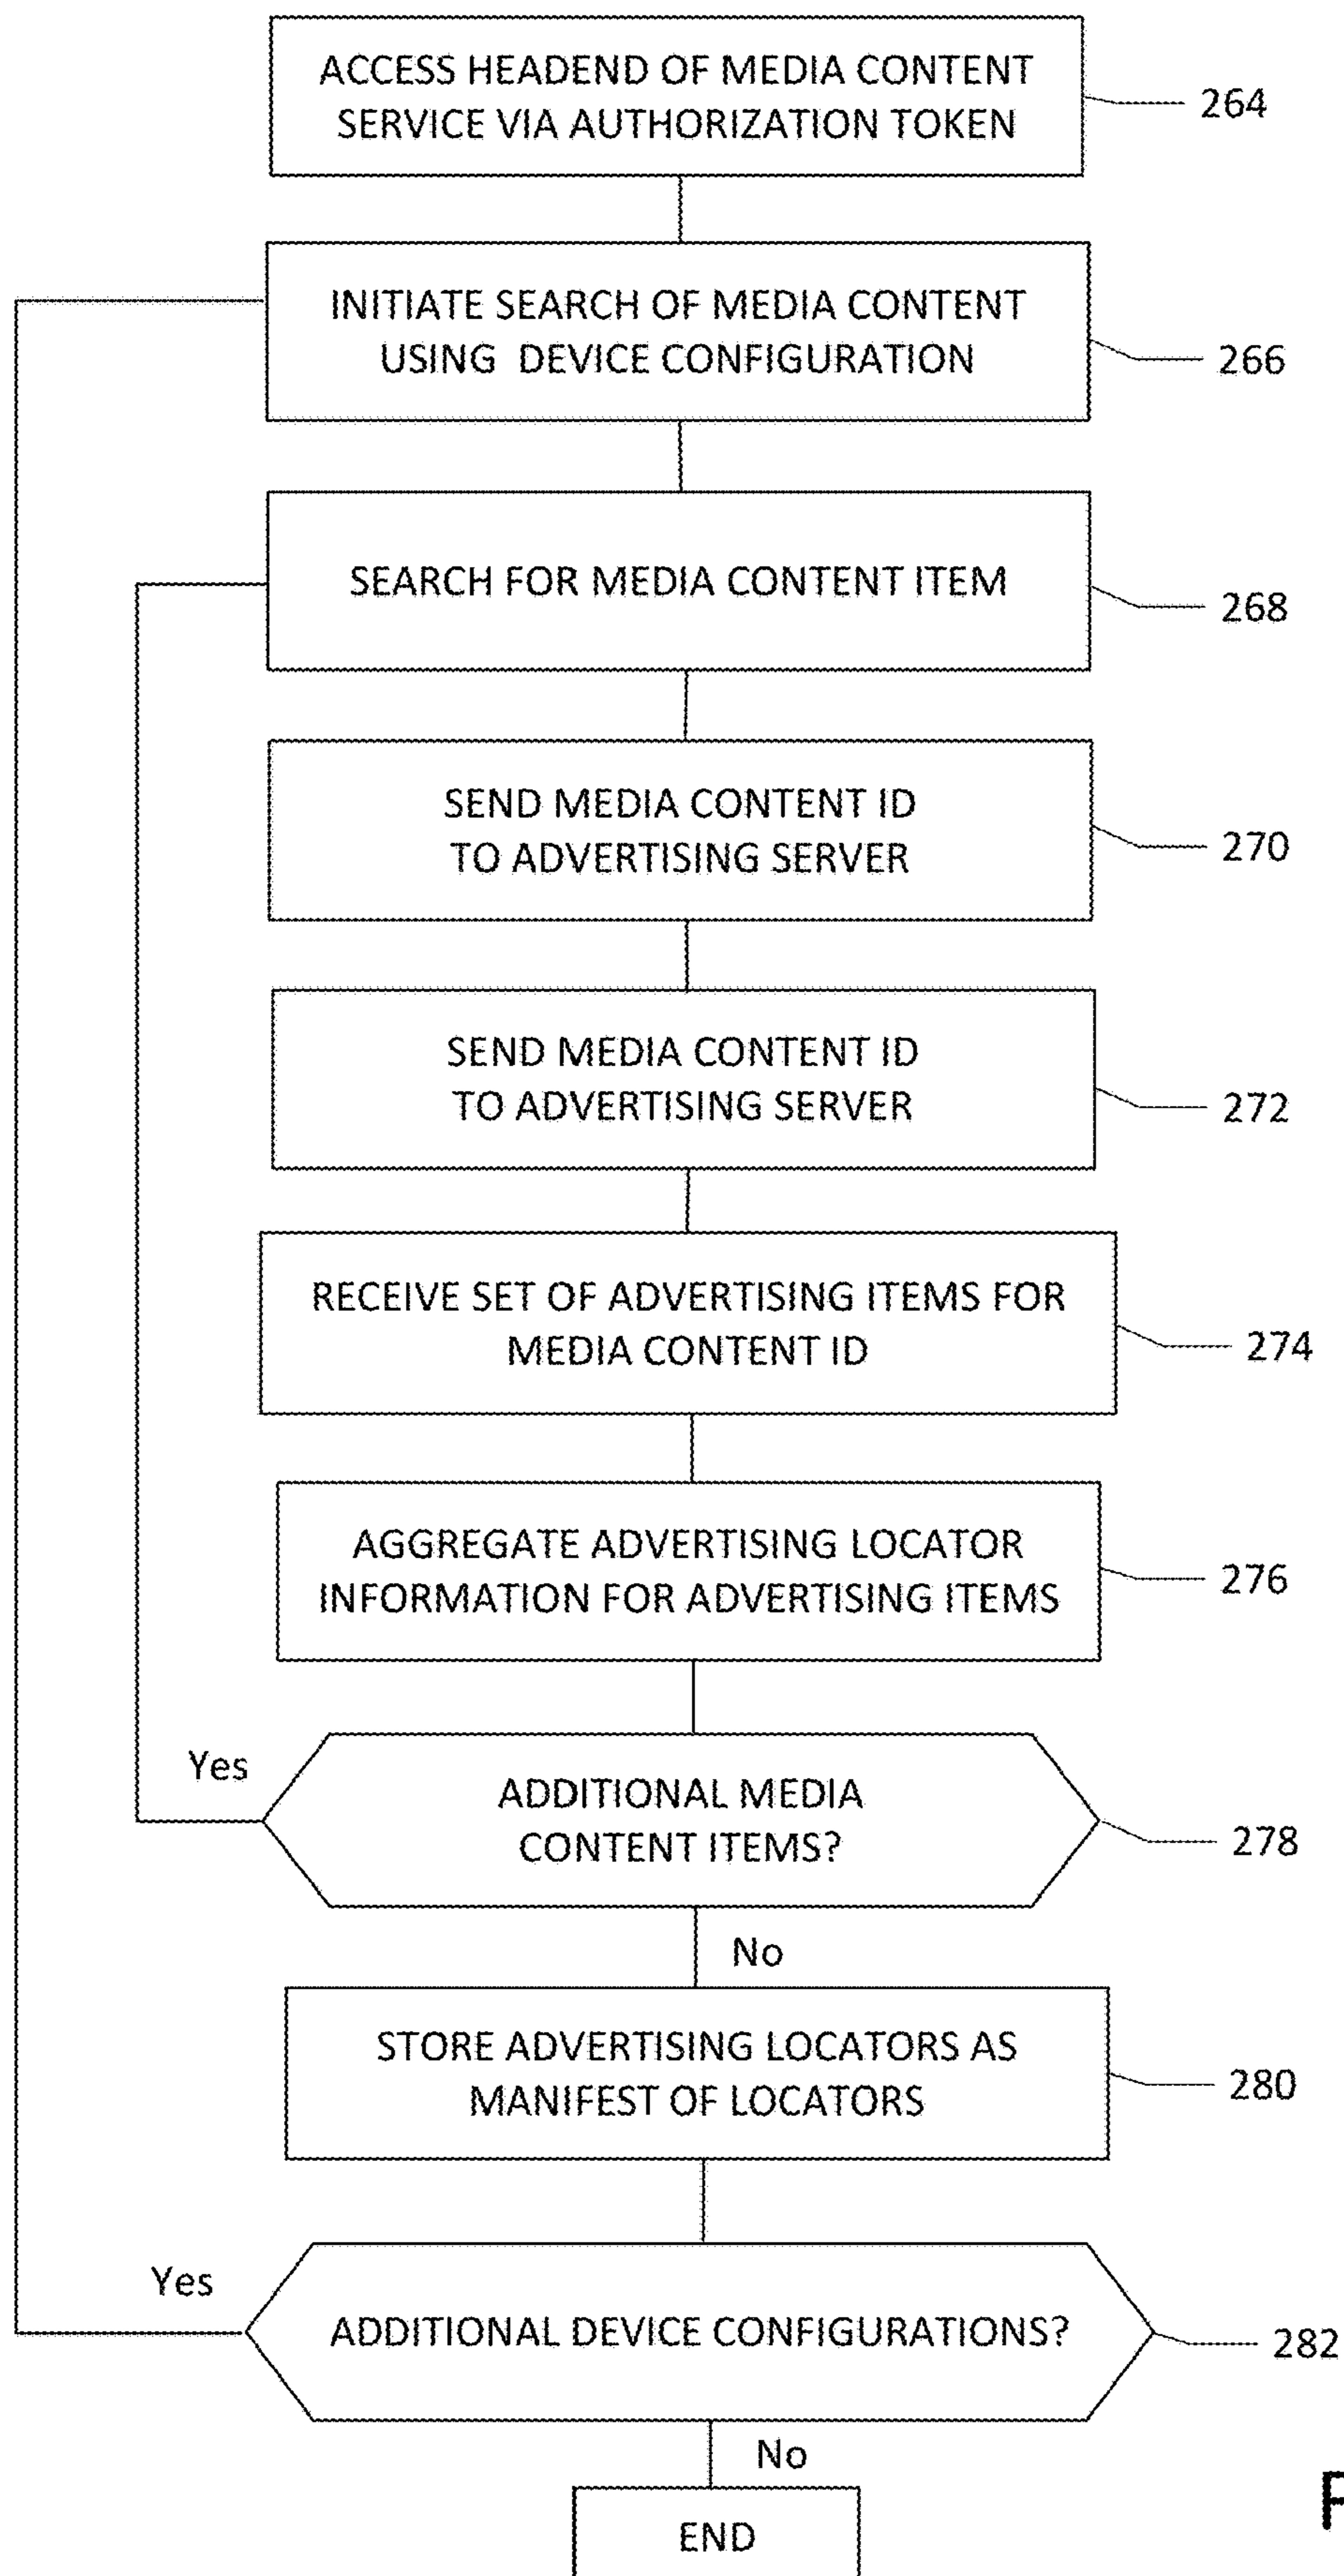 ACCESS HEADEND OF MEDIA CONTENT
SERVICE VIA AUTHORIZATION TOKEN
264
INITIATE SEARCH OF MEDIA CONTENT
USING DEVICE CONFIGURATION
266
SEARCH FOR MEDIA CONTENT ITEM
268
SEND MEDIA CONTENT ID
TO ADVERTISING SERVER
270
SEND MEDIA CONTENT ID
TO ADVERTISING SERVER
272
RECEIVE SET OF ADVERTISING ITEMS FOR
MEDIA CONTENT ID
274
AGGREGATE ADVERTISING LOCATOR
INFORMATION FOR ADVERTISING ITEMS
276
Yes
ADDITIONAL MEDIA
CONTENT ITEMS?
278
No
STORE ADVERTISING LOCATORS AS
MANIFEST OF LOCATORS
280
Yes
ADDITIONAL DEVICE CONFIGURATIONS?
282
No
END